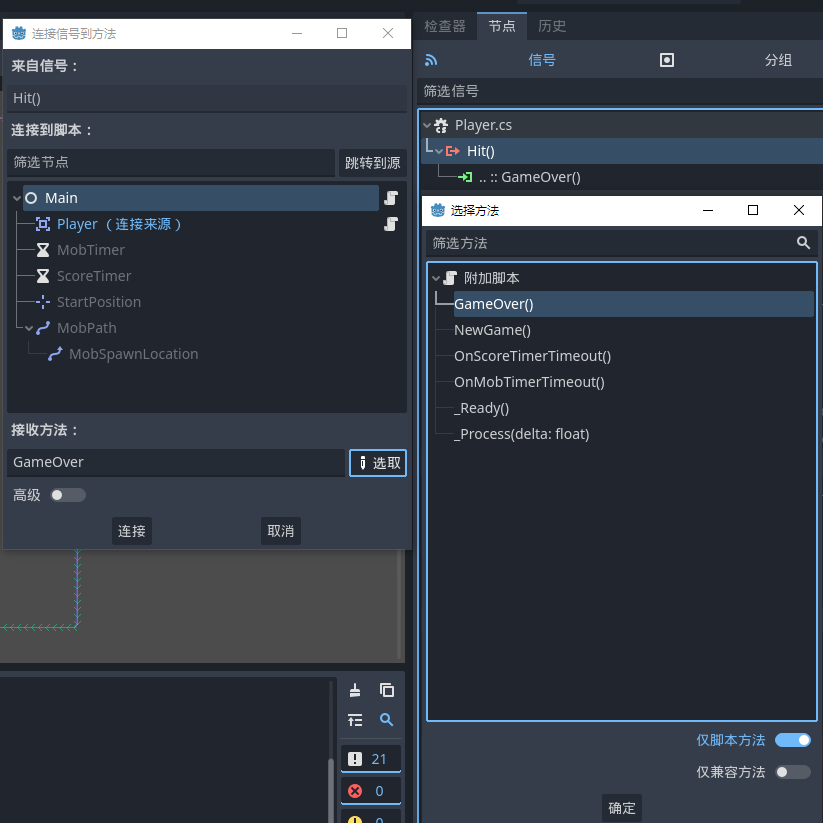 连接信号到方法
来自信号：
Hit()
连接到脚本：
筛选节点
跳转到源
Main
Player （连接来源）
MobTimer
ScoreTimer
StartPosition
MobPath
MobSpawnLocation
接收方法：
GameOver
选取
高级
连接
取消
21
0
0
检查器
节点
历史
信号
分组
筛选信号
Player.cs
Hit()
.. :: GameOver()
选择方法
筛选方法
附加脚本
GameOver()
NewGame()
OnScoreTimerTimeout()
OnMobTimerTimeout()
_Ready()
_Process(delta: float)
仅脚本方法
仅兼容方法
确定